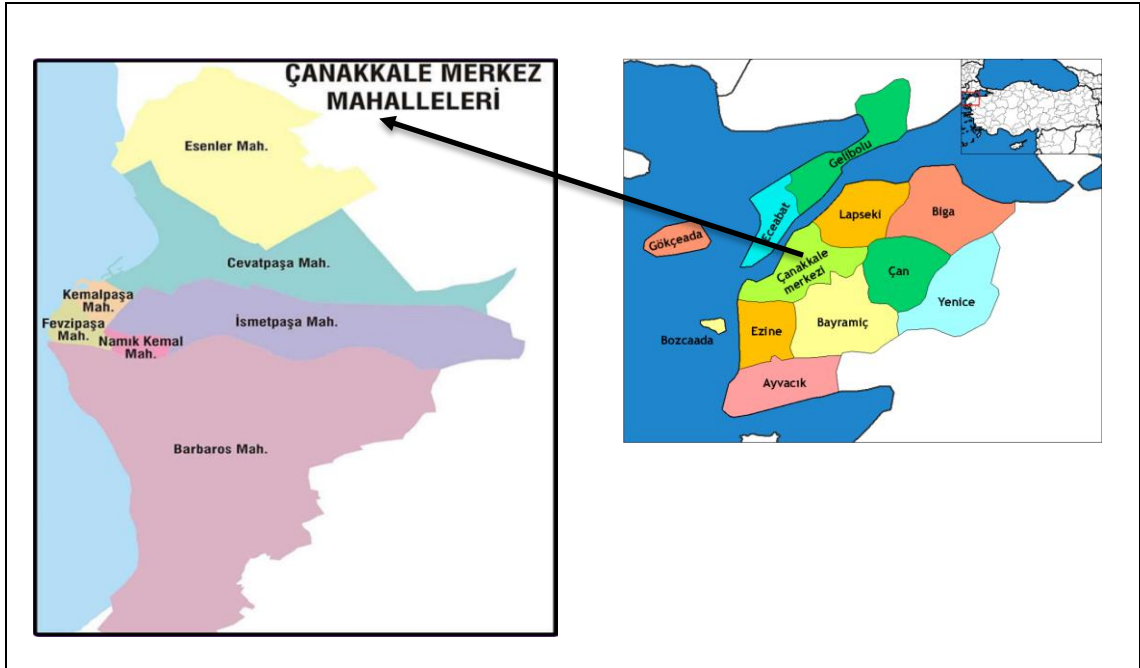 ÇANAKKALE MERKEZ
MAHALLELERİ
Esenler Mah.
Cevatpaşa Mah.
Kemalpaşa
Mah.
Fevzipaşa
Mah.
Namık Kemal
Mah.
İsmetpaşa Mah.
Barbaros Mah.
Gelibolu
Eceabat
Lapseki
Biga
Gökçeada
Çanakkale
merkezi
Çan
Yenice
Bozcaada
Ezine
Bayramiç
Ayvacık